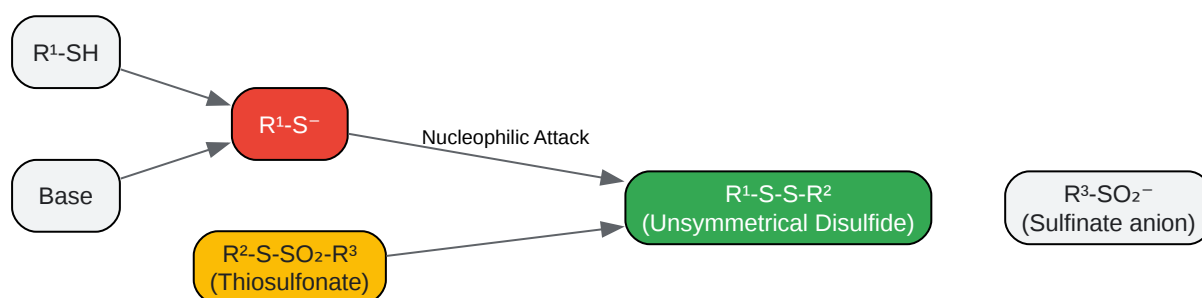 R¹-SH
Base
R¹-S⁻
Nucleophilic Attack
R²-S-SO₂-R³
(Thiosulfonate)
R¹-S-S-R²
(Unsymmetrical Disulfide)
R³-SO₂⁻
(Sulfinate anion)